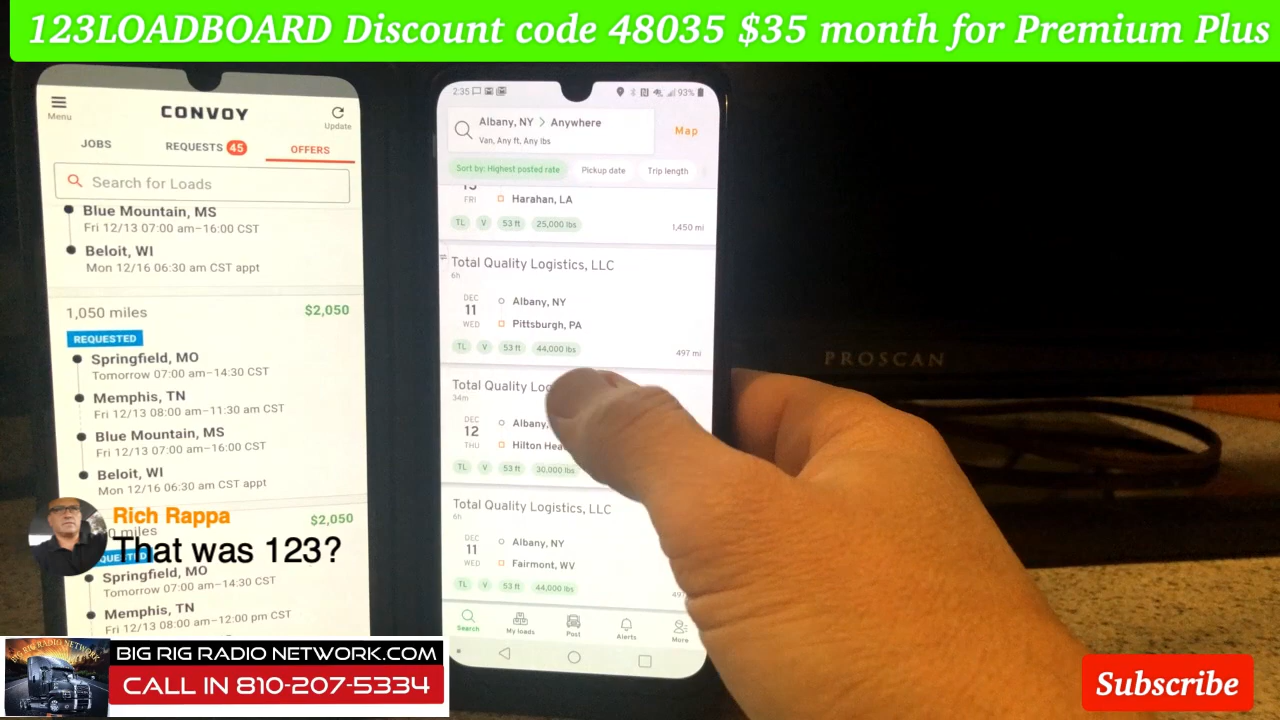 123LOADBOARD Discount code 48035 $35 month for Premium Plus
Menu
CONVOY
Update
JOBS
REQUESTS 45
OFFERS
Search for Loads
Blue Mountain, MS
Fri 12/13 07:00 am–16:00 CST
Beloit, WI
Mon 12/16 06:30 am CST appt
1,050 miles
$2,050
REQUESTED
Springfield, MO
Tomorrow 07:00 am–14:30 CST
Memphis, TN
Fri 12/13 08:00 am–11:30 am CST
Blue Mountain, MS
Fri 12/13 07:00 am–16:00 CST
Beloit, WI
Mon 12/16 06:30 am CST appt
miles
$2,050
Springfield, MO
Tomorrow 07:00 am–14:30 CST
Memphis, TN
Fri 12/13 08:00 am–12:00 pm CST
2:35
93%
Albany, NY > Anywhere
Van, Any ft, Any lbs
Map
Sort by: Highest posted rate
Pickup date
Trip length
FRI
Harahan, LA
TL V 53 ft 25,000 lbs
1,450 mi
Total Quality Logistics, LLC
6h
DEC
11
WED
Albany, NY
Pittsburgh, PA
TL V 53 ft 44,000 lbs
497 mi
Total Quality
34m
DEC
12
THU
Albany,
Hilton
TL V 53 ft 30,000 lbs
Total Quality Logistics, LLC
6h
DEC
11
WED
Albany, NY
Fairmont, WV
TL V 53 ft 44,000 lbs
Search
My loads
Post
Alerts
More
PROSCAN
Rich Rappa
That was 123?
BIG RIG RADIO NETWORK
BIG RIG RADIO NETWORK.COM
CALL IN 810-207-5334
Subscribe